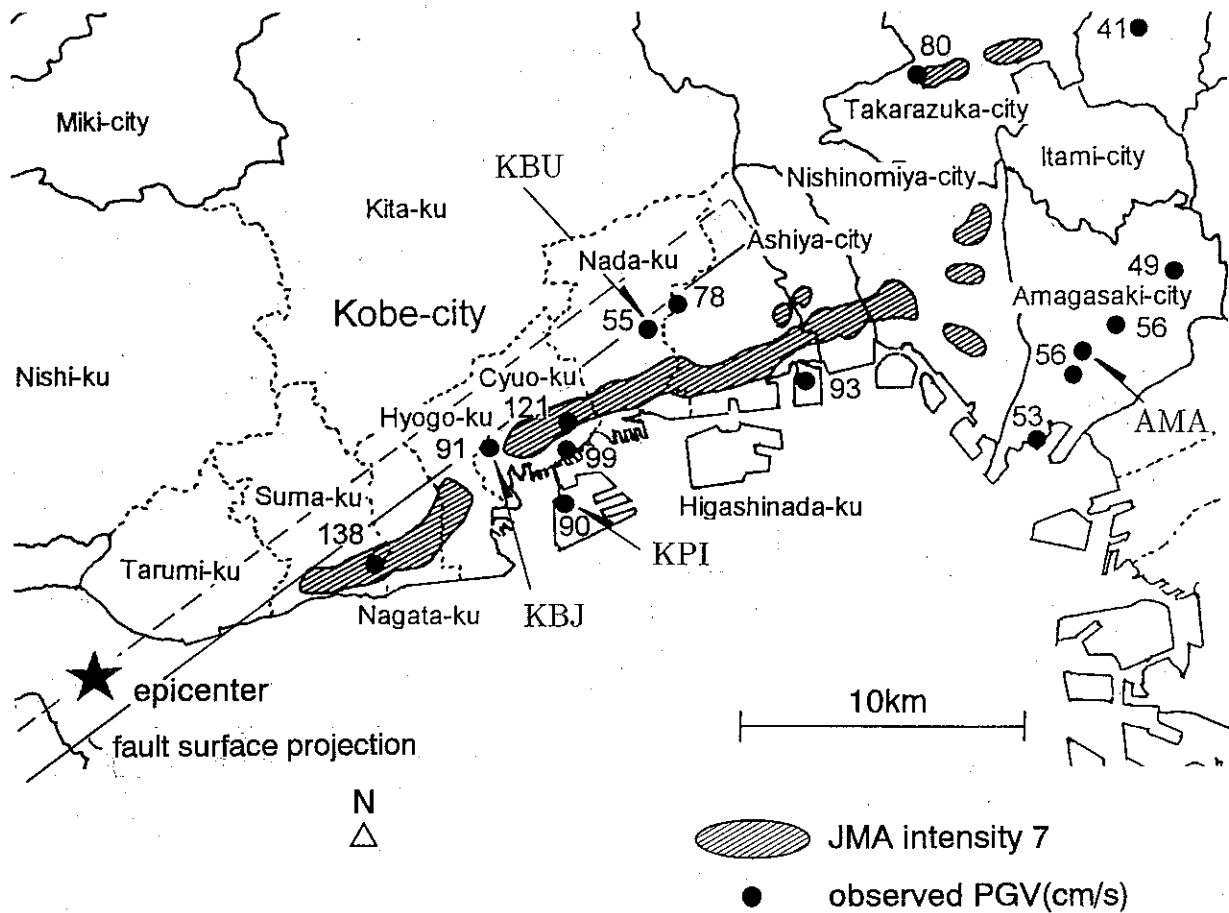 41
80
Miki-city
Takarazuka-city
Itami-city
KBU
Nishinomiya-city
Kita-ku
Ashiya-city
Nada-ku
49
78
Kobe-city
Amagasaki-city
55
56
Nishi-ku
56
Cyuo-ku
93
Hyogo-ku
121
AMA
53
91
99
Suma-ku
Higashinada-ku
90
138
KPI
Tarumi-ku
Nagata-ku
KBJ
epicenter
10km
fault surface projection
N
JMA intensity 7
observed PGV(cm/s)